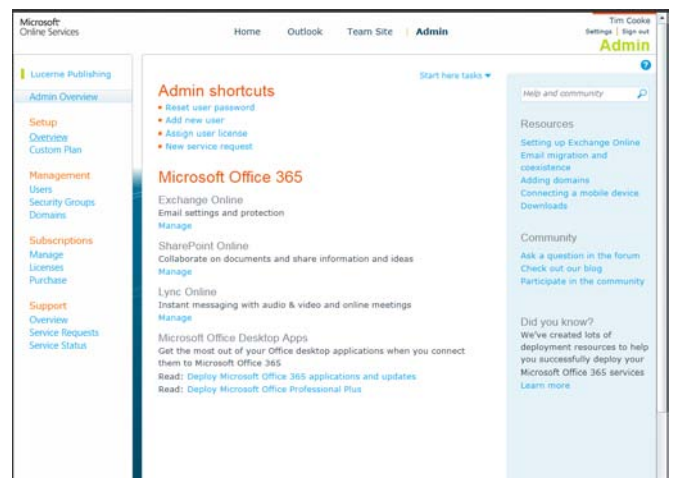 Microsoft®
Online Services
Home Outlook Team Site | Admin
Tim Cooke
Settings | Sign out
Admin
Lucerne Publishing
Admin Overview
Setup
Overview
Custom Plan
Management
Users
Security Groups
Domains
Subscriptions
Manage
Licenses
Purchase
Support
Overview
Service Requests
Service Status
Start here tasks
Admin shortcuts
Reset user password
Add new user
Assign user license
New service request
Microsoft Office 365
Exchange Online
Email settings and protection
Manage
SharePoint Online
Collaborate on documents and share information and ideas
Manage
Lync Online
Instant messaging with audio & video and online meetings
Manage
Microsoft Office Desktop Apps
Get the most out of your Office desktop applications when you connect
them to Microsoft Office 365
Read: Deploy Microsoft Office 365 applications and updates
Read: Deploy Microsoft Office Professional Plus
?
Help and community
Resources
Setting up Exchange Online
Email migration and
coexistence
Adding domains
Connecting a mobile device
Downloads
Community
Ask a question in the forum
Check out our blog
Participate in the community
Did you know?
We've created lots of
deployment resources to help
you successfully deploy your
Microsoft Office 365 services
Learn more